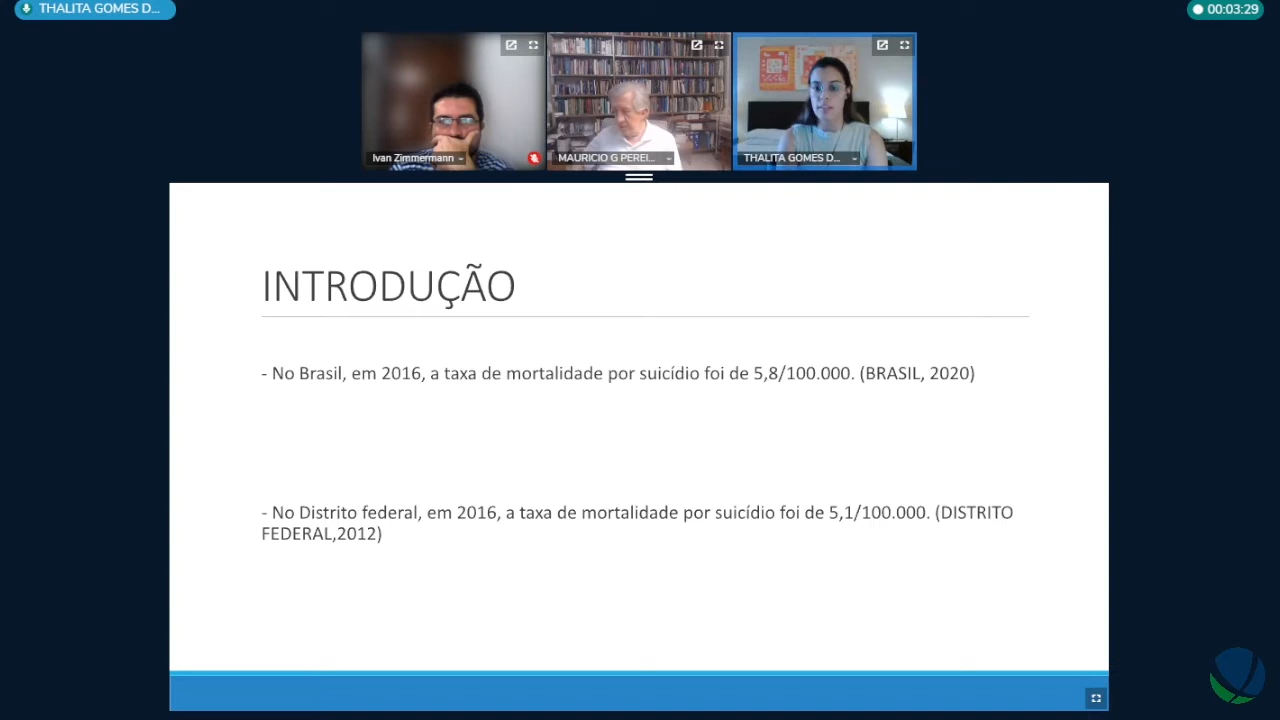 THALITA GOMES D...
00:03:29
Ivan Zimmermann
MAURICIO G PEREI...
THALITA GOMES D...
INTRODUÇÃO
- No Brasil, em 2016, a taxa de mortalidade por suicídio foi de 5,8/100.000. (BRASIL, 2020)
- No Distrito federal, em 2016, a taxa de mortalidade por suicídio foi de 5,1/100.000. (DISTRITO
FEDERAL,2012)